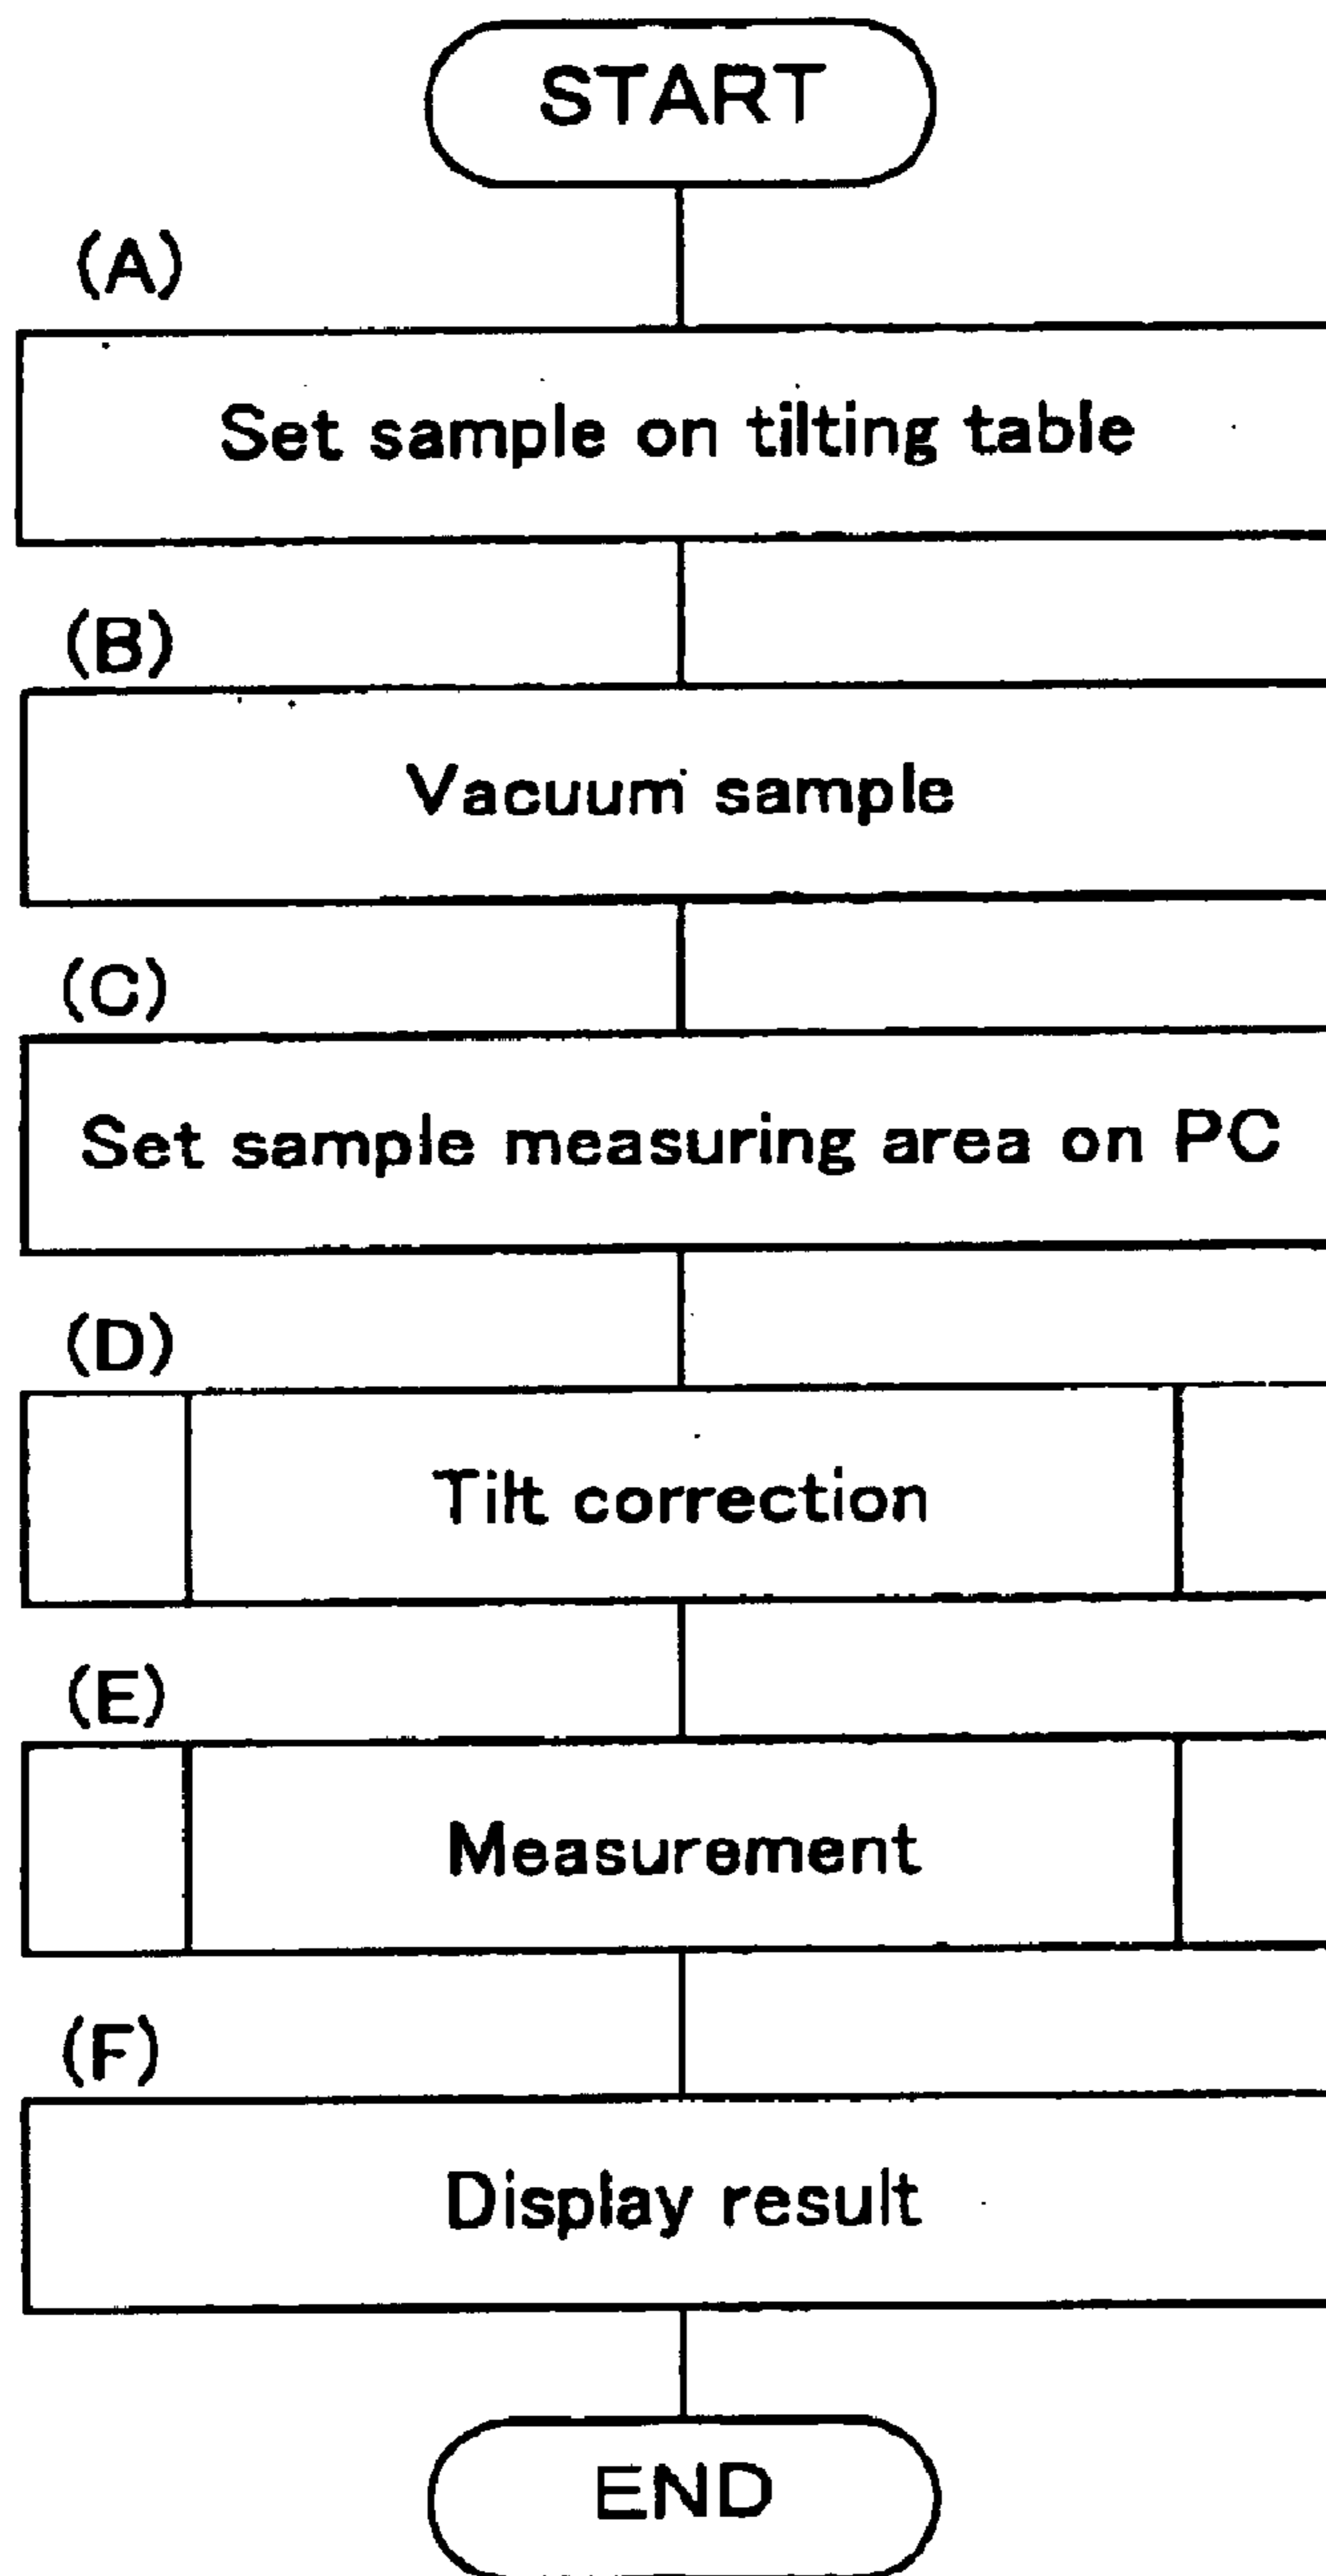 START
(A)
Set sample on tilting table
(B)
Vacuum sample
(C)
Set sample measuring area on PC
(D)
Tilt correction
(E)
Measurement
(F)
Display result
END